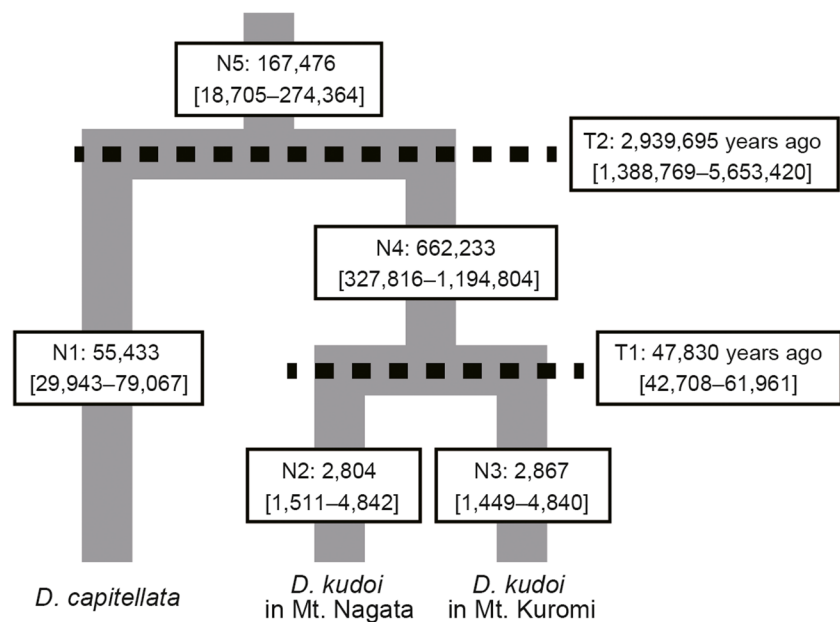 N5: 167,476
[18,705–274,364]
T2: 2,939,695 years ago
[1,388,769–5,653,420]
N4: 662,233
[327,816–1,194,804]
N1: 55,433
[29,943–79,067]
T1: 47,830 years ago
[42,708–61,961]
N2: 2,804
[1,511–4,842]
N3: 2,867
[1,449–4,840]
D. capitellata
D. kudoi
in Mt. Nagata
D. kudoi
in Mt. Kuromi